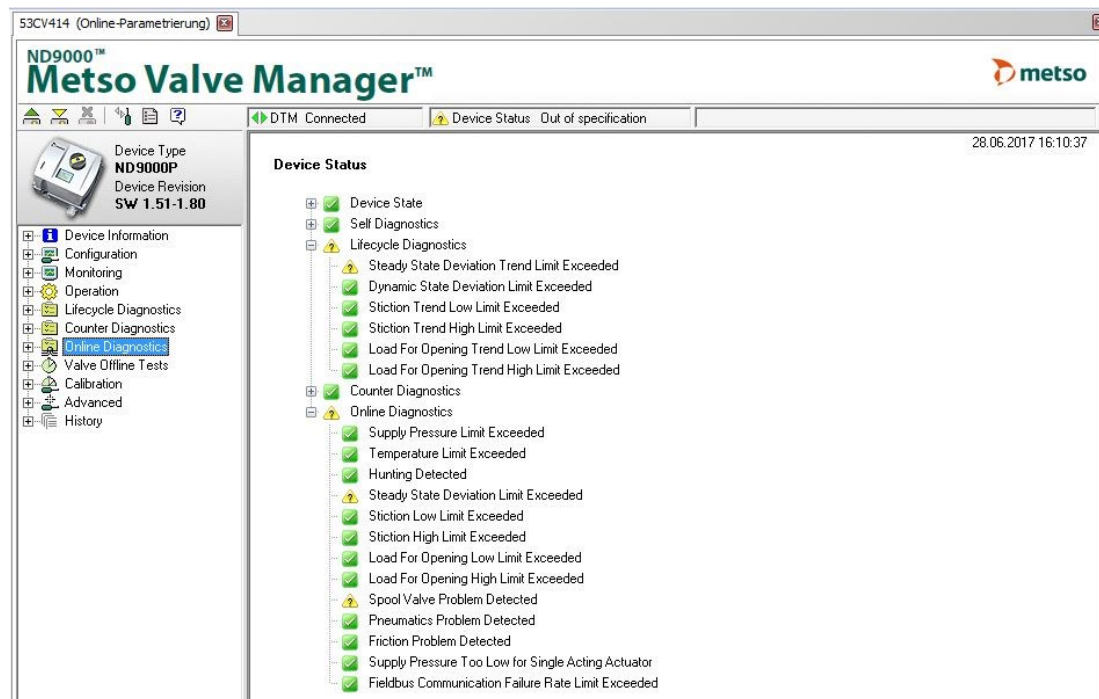 53CV414 (Online-Parametrierung)
ND9000™
Metso Valve Manager™
metso
DTM Connected
Device Status Out of specification
Device Type
ND9000P
Device Revision
SW 1.51-1.80
28.06.2017 16:10:37
Device Information
Configuration
Monitoring
Operation
Lifecycle Diagnostics
Counter Diagnostics
Online Diagnostics
Valve Offline Tests
Calibration
Advanced
History
Device Status
Device State
Self Diagnostics
Lifecycle Diagnostics
Steady State Deviation Trend Limit Exceeded
Dynamic State Deviation Limit Exceeded
Stiction Trend Low Limit Exceeded
Stiction Trend High Limit Exceeded
Load For Opening Trend Low Limit Exceeded
Load For Opening Trend High Limit Exceeded
Counter Diagnostics
Online Diagnostics
Supply Pressure Limit Exceeded
Temperature Limit Exceeded
Hunting Detected
Steady State Deviation Limit Exceeded
Stiction Low Limit Exceeded
Stiction High Limit Exceeded
Load For Opening Low Limit Exceeded
Load For Opening High Limit Exceeded
Spool Valve Problem Detected
Pneumatics Problem Detected
Friction Problem Detected
Supply Pressure Too Low for Single Acting Actuator
Fieldbus Communication Failure Rate Limit Exceeded